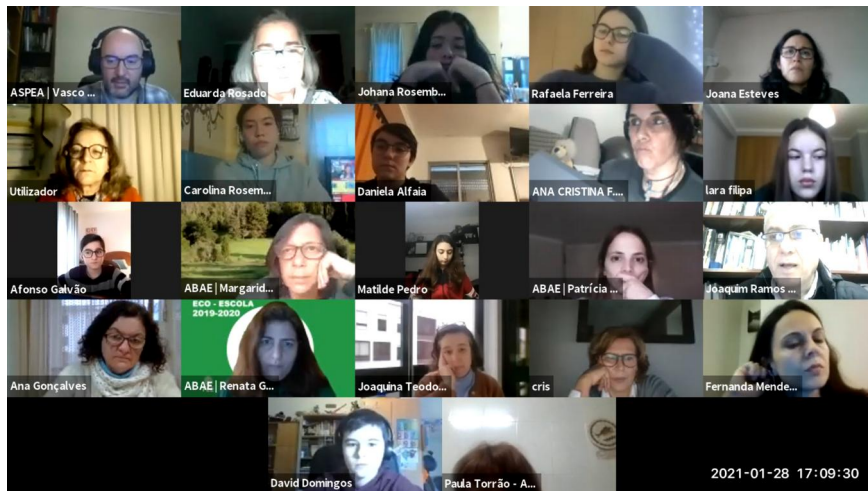 ASPEA | Vasco ...
Eduarda Rosado
Johana Rosemb...
Rafaela Ferreira
Joana Esteves
Utilizador
Carolina Rosem...
Daniela Alfaia
ANA CRISTINA F....
lara filipa
Afonso Galvão
ABAE | Margarid...
Matilde Pedro
ABAE | Patrícia ...
Joaquim Ramos ...
ECO - ESCOLA
2019-2020
Ana Gonçalves
ABAE | Renata G...
Joaquina Teodo...
cris
Fernanda Mende...
David Domingos
Paula Torrão - A...
2021-01-28 17:09:30